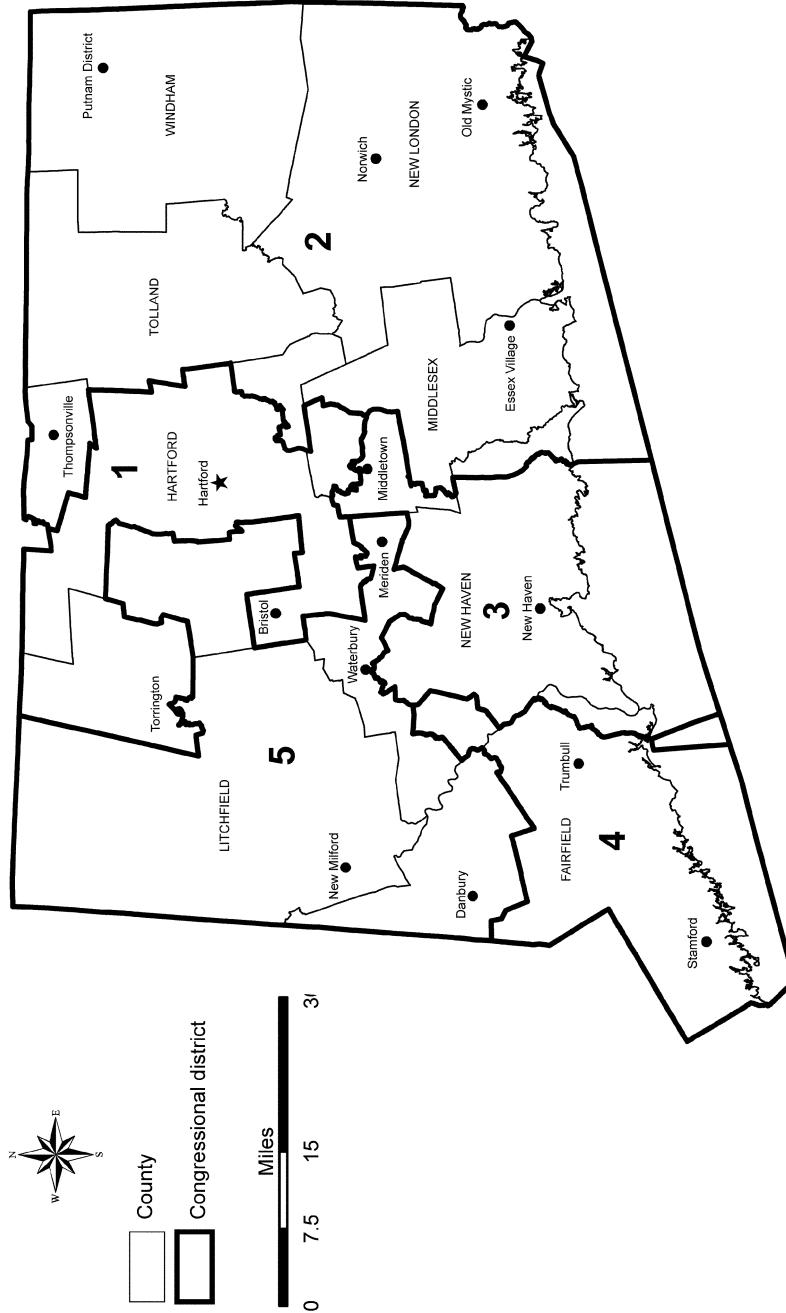 N
W
E
S
County
Congressional district
Miles
0
7.5
15
LITCHFIELD
Torrington
5
New Milford
Danbury
Waterbury
Thompsonville
1
HARTFORD
Hartford
Bristol
TOLLAND
Putnam District
WINDHAM
2
Norwich
NEW LONDON
Old Mystic
Middletown
MIDDLESEX
Essex Village
Meriden
NEW HAVEN
3
New Haven
Trumbull
FAIRFIELD
4
Stamford